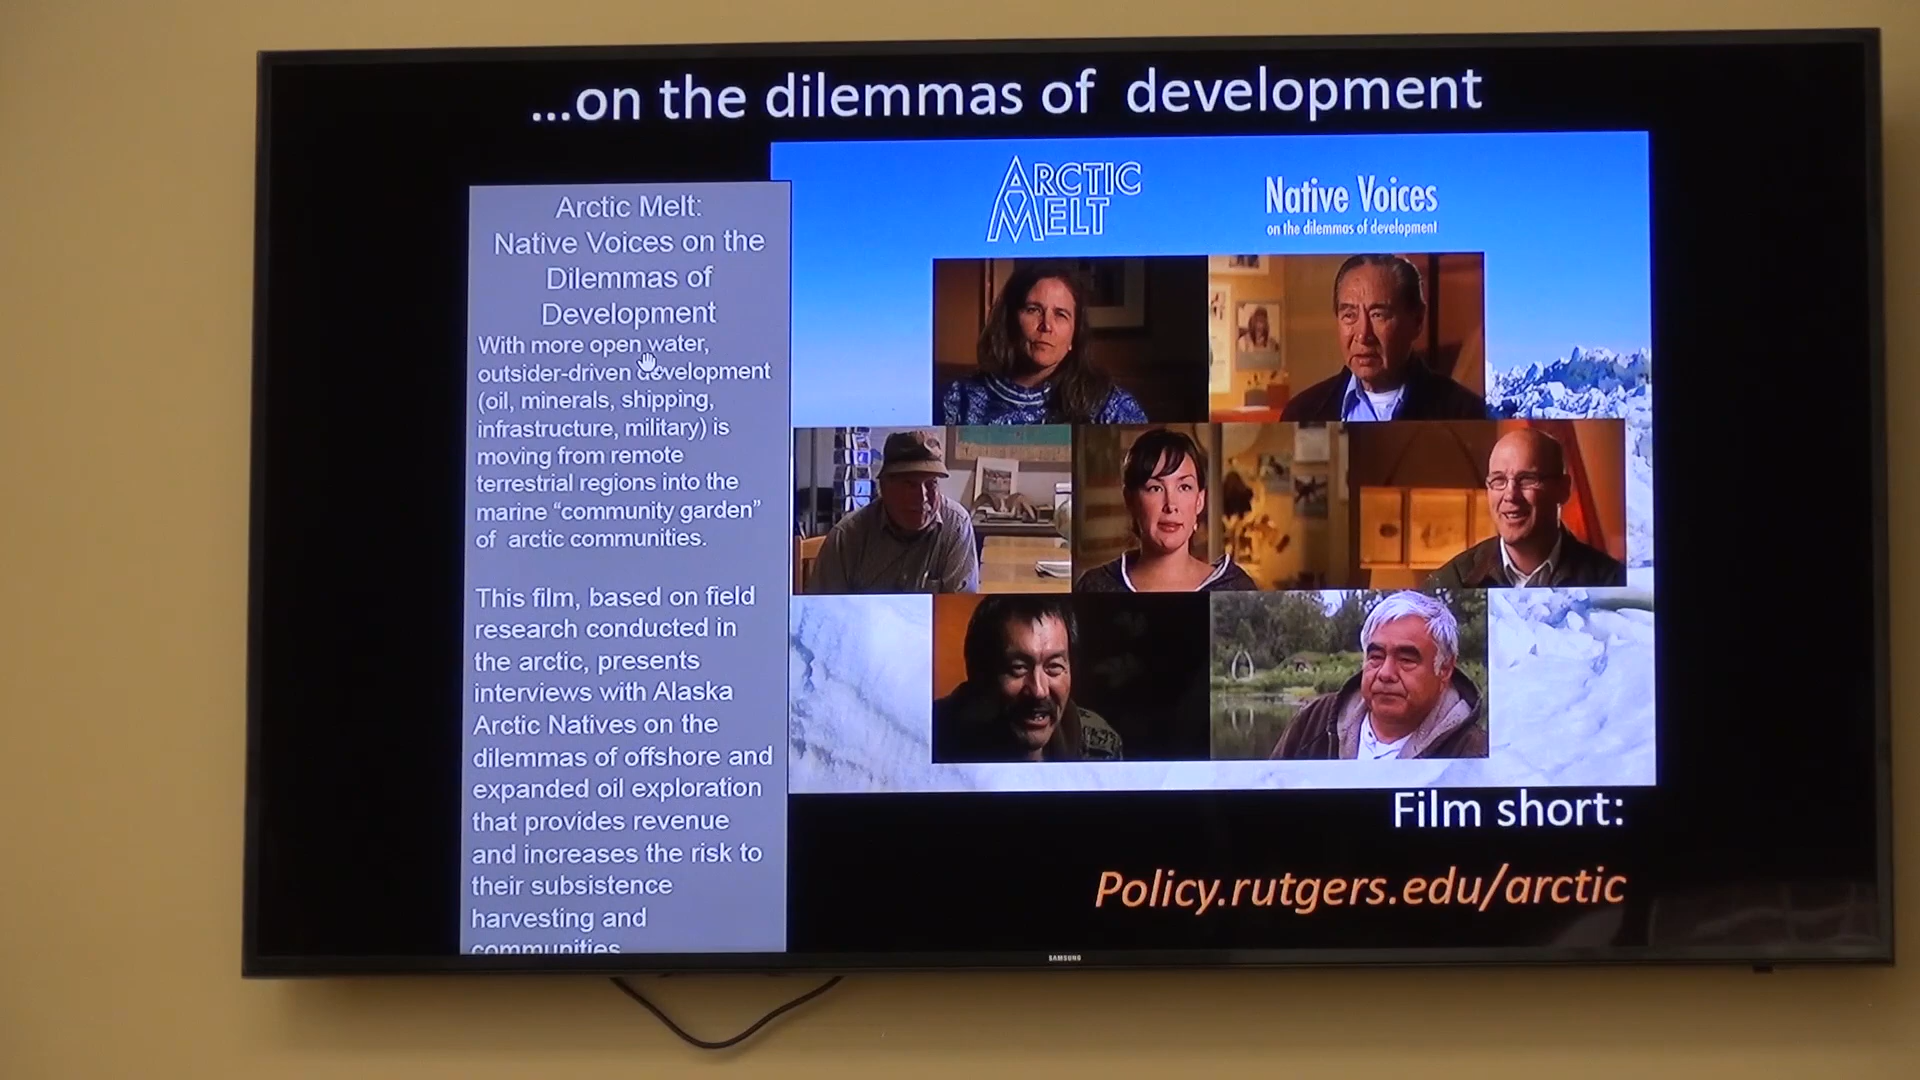 ...on the dilemmas of development
Arctic Melt:
Native Voices on the
Dilemmas of
Development
With more open water,
outsider-driven development
(oil, minerals, shipping,
infrastructure, military) is
moving from remote
terrestrial regions into the
marine “community garden”
of arctic communities.
This film, based on field
research conducted in
the arctic, presents
interviews with Alaska
Arctic Natives on the
dilemmas of offshore and
expanded oil exploration
that provides revenue
and increases the risk to
their subsistence
harvesting and
communities
ARCTIC
MELT
Native Voices
on the dilemmas of development
Film short:
Policy.rutgers.edu/arctic
SAMSUNG